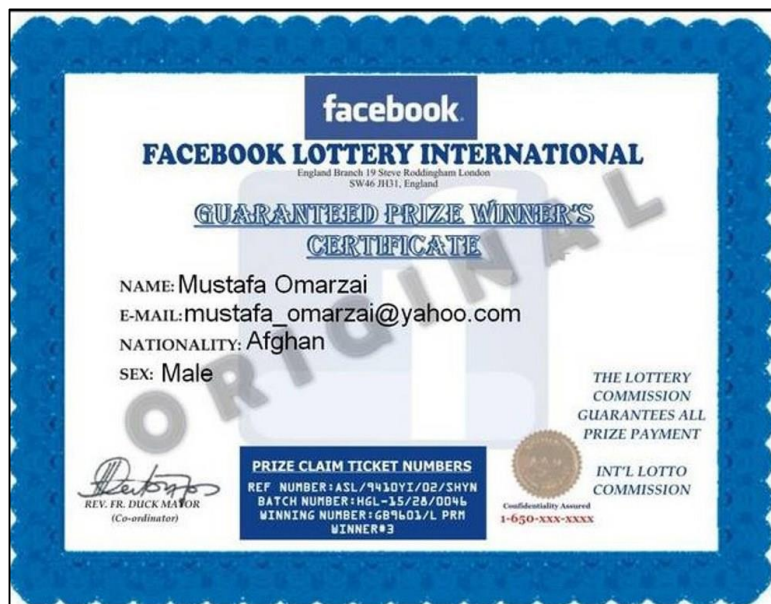 facebook.
FACEBOOK LOTTERY INTERNATIONAL
England Branch 19 Steve Roddingham London
SW46 JH31, England
GUARANTEED PRIZE WINNER'S
CERTIFICATE
ORIGINAL
NAME: Mustafa Omarzai
E-MAIL: mustafa_omarzai@yahoo.com
NATIONALITY: Afghan
SEX: Male
THE LOTTERY
COMMISSION
GUARANTEES ALL
PRIZE PAYMENT
INT'L LOTTO
COMMISSION
PRIZE CLAIM TICKET NUMBERS
REF NUMBER:ASL/9410YI/02/SHYN
BATCH NUMBER:HGL-15/28/0046
WINNING NUMBER:GB9601/L PRM
WINNER#3
REV. FR. DUCK MAYOR
(Co-ordinator)
Confidentiality Assured
1-650-xxx-xxxx